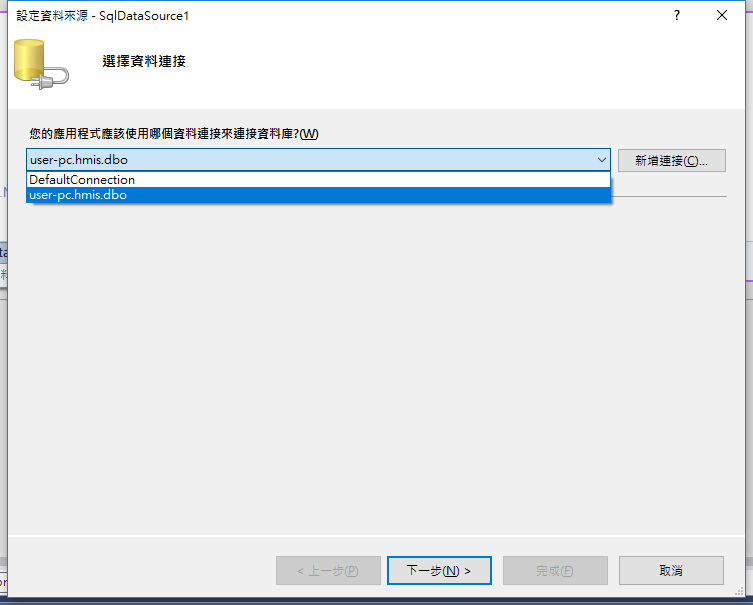 設定資料來源 - SqlDataSource1
?
選擇資料連接
您的應用程式應該使用哪個資料連接來連接資料庫?(W)
user-pc.hmis.dbo
新增連接(C)...
DefaultConnection
user-pc.hmis.dbo
< 上一步(P)
下一步(N) >
完成(F)
取消